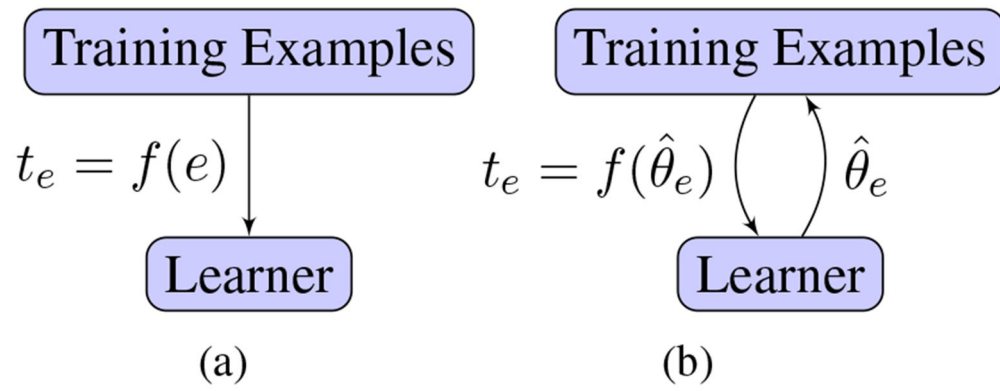 Training Examples
Training Examples
t_e = f(e)
t_e = f(θ̂_e)
θ̂_e
Learner
Learner
(a)
(b)